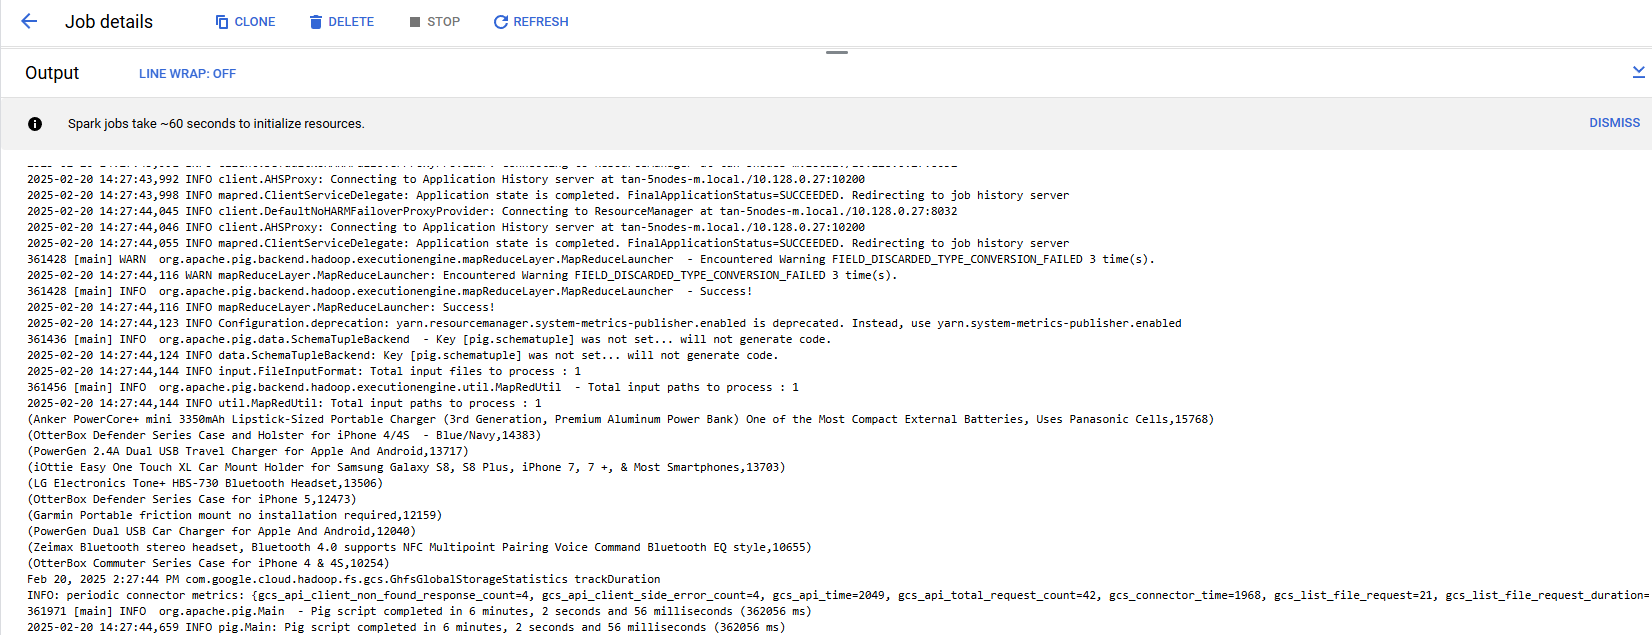 Job details
CLONE
DELETE
STOP
REFRESH
Output
LINE WRAP: OFF
Spark jobs take ~60 seconds to initialize resources.
DISMISS
2025-02-20 14:27:43,992 INFO client.AHSProxy: Connecting to Application History server at tan-5nodes-m.local./10.128.0.27:10200
2025-02-20 14:27:43,998 INFO mapred.ClientServiceDelegate: Application state is completed. FinalApplicationStatus=SUCCEEDED. Redirecting to job history server
2025-02-20 14:27:44,045 INFO client.DefaultNoHARMFailoverProxyProvider: Connecting to ResourceManager at tan-5nodes-m.local./10.128.0.27:8032
2025-02-20 14:27:44,046 INFO client.AHSProxy: Connecting to Application History server at tan-5nodes-m.local./10.128.0.27:10200
2025-02-20 14:27:44,055 INFO mapred.ClientServiceDelegate: Application state is completed. FinalApplicationStatus=SUCCEEDED. Redirecting to job history server
361428 [main] WARN  org.apache.pig.backend.hadoop.executionengine.mapReduceLayer.MapReduceLauncher  - Encountered Warning FIELD_DISCARDED_TYPE_CONVERSION_FAILED 3 time(s).
2025-02-20 14:27:44,116 WARN mapReduceLayer.MapReduceLauncher: Encountered Warning FIELD_DISCARDED_TYPE_CONVERSION_FAILED 3 time(s).
361428 [main] INFO  org.apache.pig.backend.hadoop.executionengine.mapReduceLayer.MapReduceLauncher  - Success!
2025-02-20 14:27:44,116 INFO mapReduceLayer.MapReduceLauncher: Success!
2025-02-20 14:27:44,123 INFO Configuration.deprecation: yarn.resourcemanager.system-metrics-publisher.enabled is deprecated. Instead, use yarn.system-metrics-publisher.enabled
361436 [main] INFO  org.apache.pig.data.SchemaTupleBackend  - Key [pig.schematuple] was not set... will not generate code.
2025-02-20 14:27:44,124 INFO data.SchemaTupleBackend: Key [pig.schematuple] was not set... will not generate code.
2025-02-20 14:27:44,144 INFO input.FileInputFormat: Total input files to process : 1
361456 [main] INFO  org.apache.pig.backend.hadoop.executionengine.util.MapRedUtil  - Total input paths to process : 1
2025-02-20 14:27:44,144 INFO util.MapRedUtil: Total input paths to process : 1
(Anker PowerCore+ mini 3350mAh Lipstick-Sized Portable Charger (3rd Generation, Premium Aluminum Power Bank) One of the Most Compact External Batteries, Uses Panasonic Cells,15768)
(OtterBox Defender Series Case and Holster for iPhone 4/4S  - Blue/Navy,14383)
(PowerGen 2.4A Dual USB Travel Charger for Apple And Android,13717)
(iOttie Easy One Touch XL Car Mount Holder for Samsung Galaxy S8, S8 Plus, iPhone 7, 7 +, & Most Smartphones,13703)
(LG Electronics Tone+ HBS-730 Bluetooth Headset,13506)
(OtterBox Defender Series Case for iPhone 5,12473)
(Garmin Portable friction mount no installation required,12159)
(PowerGen Dual USB Car Charger for Apple And Android,12040)
(Zeimax Bluetooth stereo headset, Bluetooth 4.0 supports NFC Multipoint Pairing Voice Command Bluetooth EQ style,10655)
(OtterBox Commuter Series Case for iPhone 4 & 4S,10254)
Feb 20, 2025 2:27:44 PM com.google.cloud.hadoop.fs.gcs.GhfsGlobalStorageStatistics trackDuration
INFO: periodic connector metrics: {gcs_api_client_non_found_response_count=4, gcs_api_client_side_error_count=4, gcs_api_time=2049, gcs_api_total_request_count=42, gcs_connector_time=1968, gcs_list_file_request=21, gcs_list_file_request_duration=
361971 [main] INFO  org.apache.pig.Main  - Pig script completed in 6 minutes, 2 seconds and 56 milliseconds (362056 ms)
2025-02-20 14:27:44,659 INFO pig.Main: Pig script completed in 6 minutes, 2 seconds and 56 milliseconds (362056 ms)